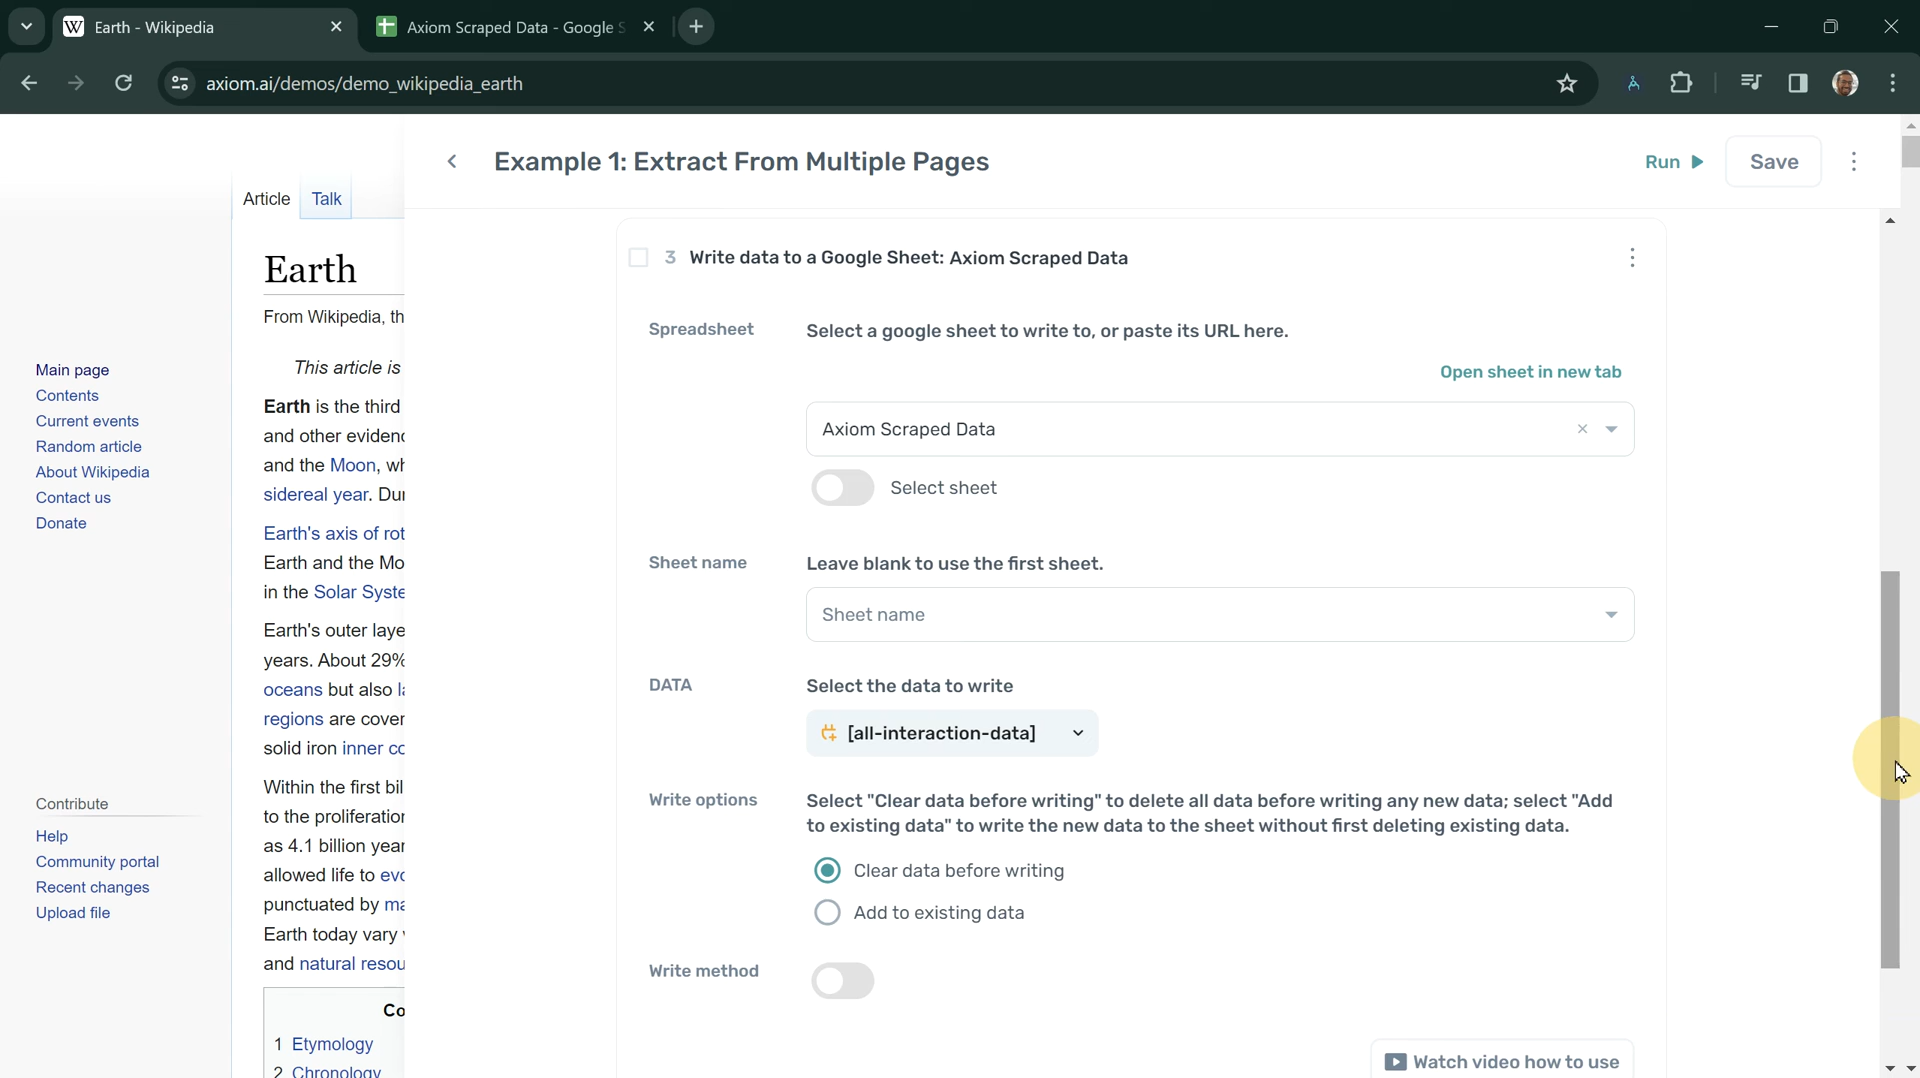 Earth - Wikipedia
Axiom Scraped Data - Google S
axiom.ai/demos/demo_wikipedia_earth
Example 1: Extract From Multiple Pages
Run
Save
Article
Talk
Earth
From Wikipedia, th
This article is
Earth is the third
and other evidenc
and the Moon, wh
sidereal year. Dur
Earth's axis of rot
Earth and the Mo
in the Solar Syste
Earth's outer laye
years. About 29%
oceans but also la
regions are cover
solid iron inner co
Within the first bil
to the proliferation
as 4.1 billion year
allowed life to evo
punctuated by ma
Earth today vary
and natural resou
Co
1 Etymology
2 Chronology
Main page
Contents
Current events
Random article
About Wikipedia
Contact us
Donate
Contribute
Help
Community portal
Recent changes
Upload file
3 Write data to a Google Sheet: Axiom Scraped Data
Spreadsheet
Select a google sheet to write to, or paste its URL here.
Open sheet in new tab
Axiom Scraped Data
Select sheet
Sheet name
Leave blank to use the first sheet.
Sheet name
DATA
Select the data to write
[all-interaction-data]
Write options
Select "Clear data before writing" to delete all data before writing any new data; select "Add
to existing data" to write the new data to the sheet without first deleting existing data.
Clear data before writing
Add to existing data
Write method
Watch video how to use